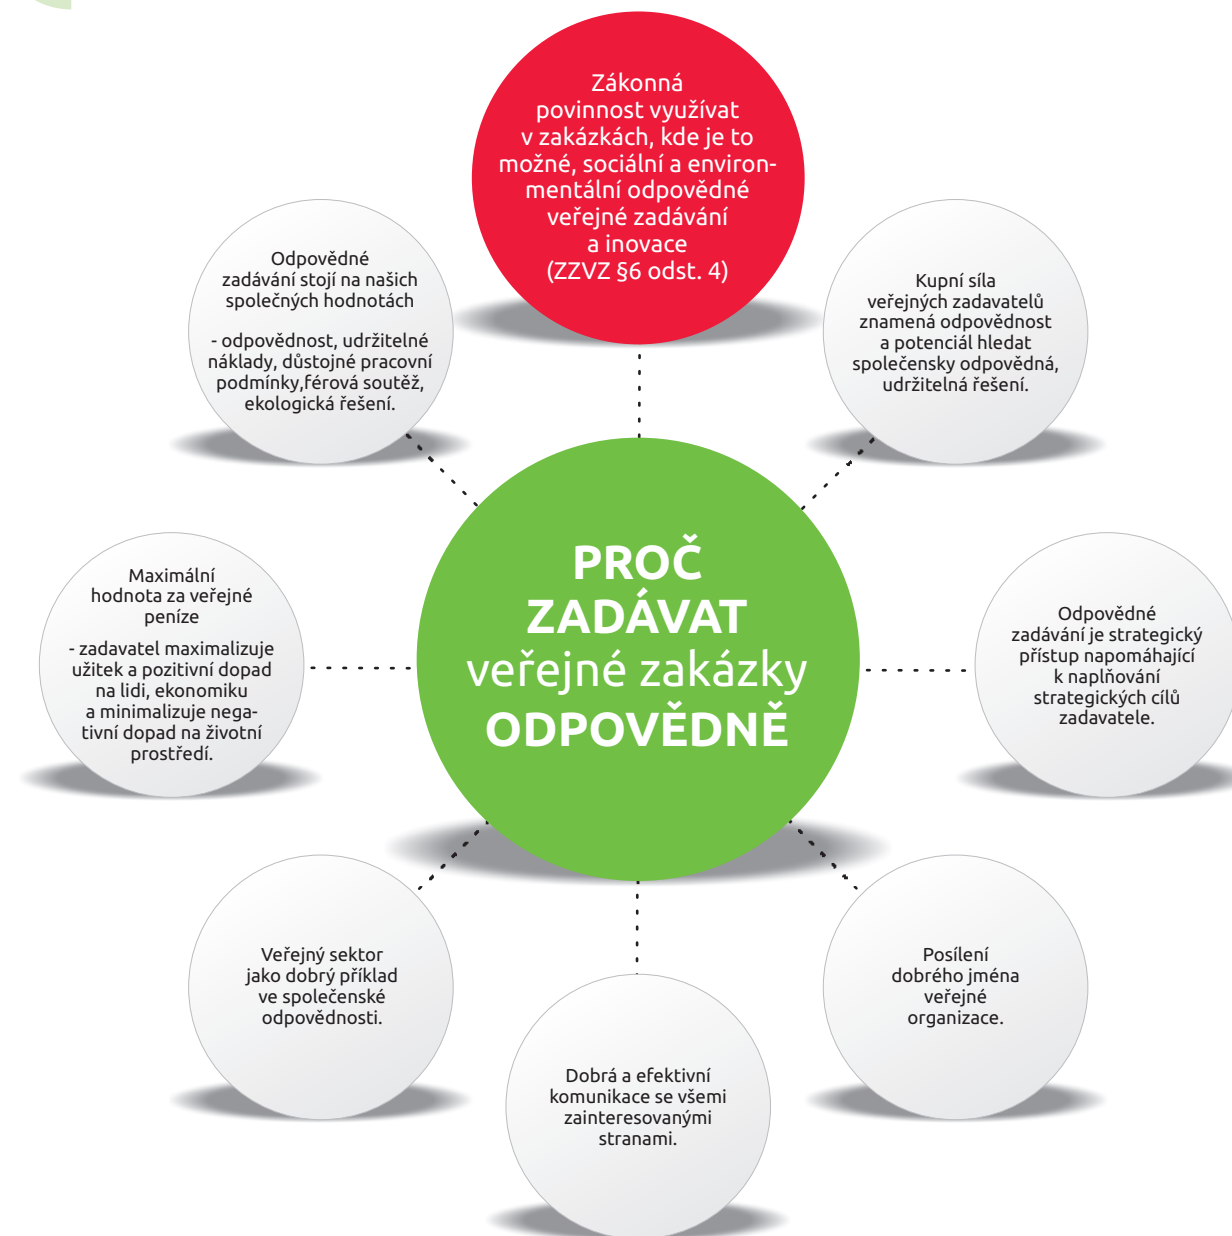 Zákonná
povinnost využívat
v zakázkách, kde je to
možné, sociální a environ-
mentální odpovědné
veřejné zadávání
a inovace
(ZZVZ §6 odst. 4)
Odpovědné
zadávání stojí na našich
společných hodnotách
- odpovědnost, udržitelné
náklady, důstojné pracovní
podmínky,férová soutěž,
ekologická řešení.
Kupní síla
veřejných zadavatelů
znamená odpovědnost
a potenciál hledat
společensky odpovědná,
udržitelná řešení.
PROČ
ZADÁVAT
veřejné zakázky
ODPOVĚDNĚ
Maximální
hodnota za veřejné
peníze
- zadavatel maximalizuje
užitek a pozitivní dopad
na lidi, ekonomiku
a minimalizuje nega-
tivní dopad na životní
prostředí.
Odpovědné
zadávání je strategický
přístup napomáhající
k naplňování
strategických cílů
zadavatele.
Veřejný sektor
jako dobrý příklad
ve společenské
odpovědnosti.
Posílení
dobrého jména
veřejné
organizace.
Dobrá a efektivní
komunikace se všemi
zainteresovanými
stranami.